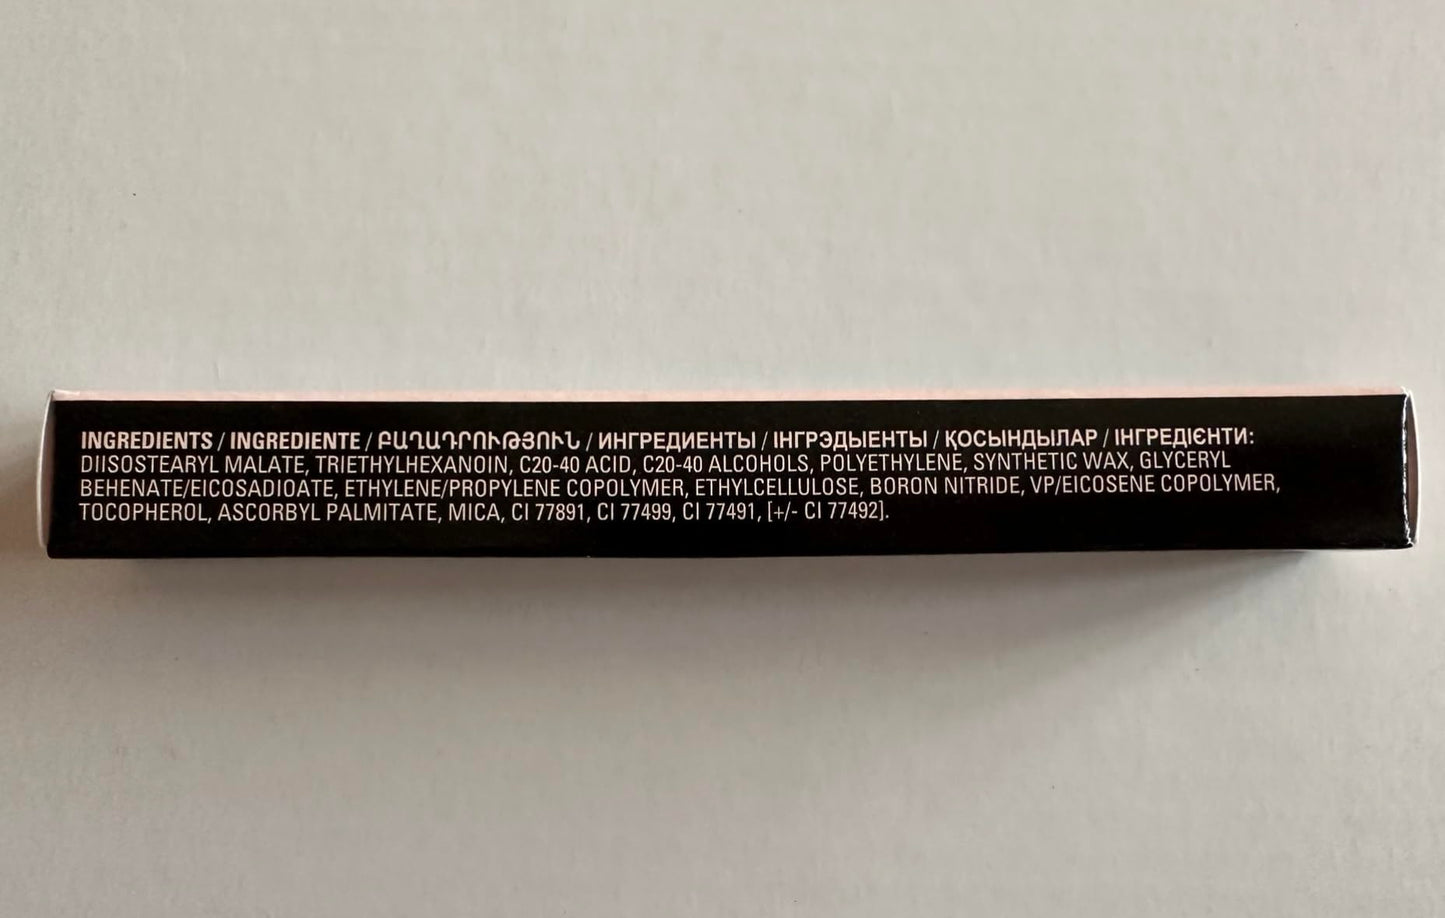 INGREDIENTS / INGREDIENTE / ԲԱՂԱԴՐՈՒԹՅՈՒՆ / ИНГРЕДИЕНТЫ / ІНГРЭДЫЕНТЫ / ҚОСЫНДЫЛАР / ІНГРЕДІЄНТИ:
DIISOSTEARYL MALATE, TRIETHYLHEXANOIN, C20-40 ACID, C20-40 ALCOHOLS, POLYETHYLENE, SYNTHETIC WAX, GLYCERYL
BEHENATE/EICOSADIOATE, ETHYLENE/PROPYLENE COPOLYMER, ETHYLCELLULOSE, BORON NITRIDE, VP/EICOSENE COPOLYMER,
TOCOPHEROL, ASCORBYL PALMITATE, MICA, CI 77891, CI 77499, CI 77491, [+/- CI 77492].